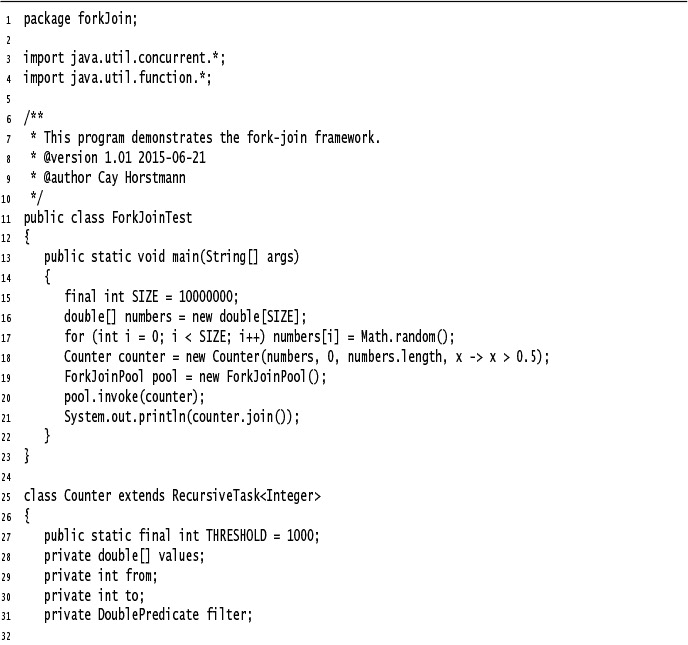 1 package forkJoin;
2
3 import java.util.concurrent.*;
4 import java.util.function.*;
5
6 /**
7  * This program demonstrates the fork-join framework.
8  * @version 1.01 2015-06-21
9  * @author Cay Horstmann
10  */
11 public class ForkJoinTest
12 {
13    public static void main(String[] args)
14    {
15       final int SIZE = 10000000;
16       double[] numbers = new double[SIZE];
17       for (int i = 0; i < SIZE; i++) numbers[i] = Math.random();
18       Counter counter = new Counter(numbers, 0, numbers.length, x -> x > 0.5);
19       ForkJoinPool pool = new ForkJoinPool();
20       pool.invoke(counter);
21       System.out.println(counter.join());
22    }
23 }
24
25 class Counter extends RecursiveTask<Integer>
26 {
27    public static final int THRESHOLD = 1000;
28    private double[] values;
29    private int from;
30    private int to;
31    private DoublePredicate filter;
32